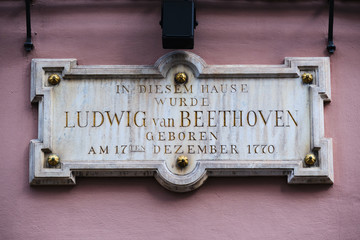 IN DIESEM HAUSE
WURDE
LUDWIG van BEETHOVEN
GEBOREN
AM 17TEN DEZEMBER 1770